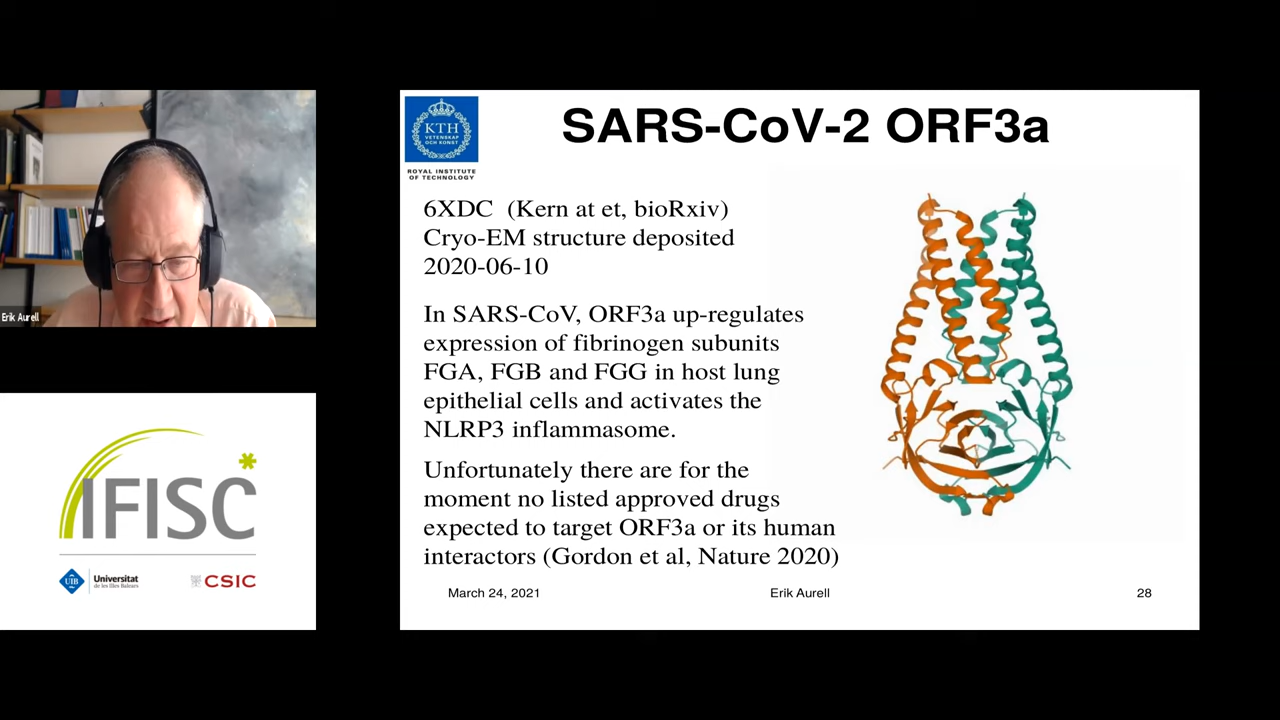 Erik Aurell
IFISC
UIB
Universitat
de les Illes Balears
CSIC
KTH
VETENSKAP
OCH KONST
ROYAL INSTITUTE
OF TECHNOLOGY
SARS-CoV-2 ORF3a
6XDC (Kern at et, bioRxiv)
Cryo-EM structure deposited
2020-06-10
In SARS-CoV, ORF3a up-regulates
expression of fibrinogen subunits
FGA, FGB and FGG in host lung
epithelial cells and activates the
NLRP3 inflammasome.
Unfortunately there are for the
moment no listed approved drugs
expected to target ORF3a or its human
interactors (Gordon et al, Nature 2020)
March 24, 2021
Erik Aurell
28